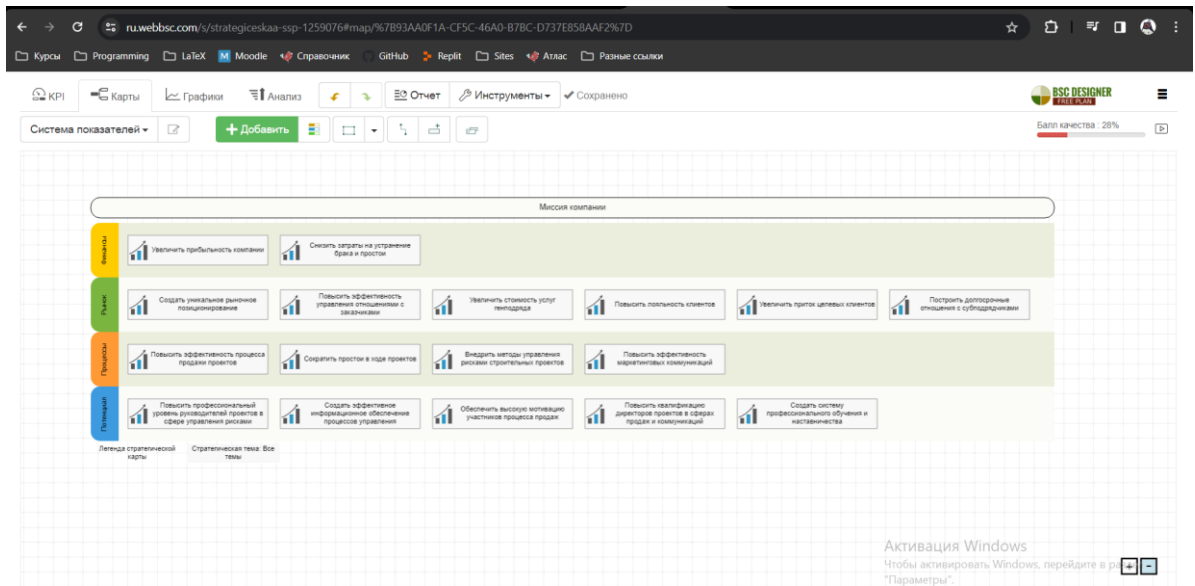 ru.webbsc.com/s/strategiceskaa-ssp-1259076#map/%7B93AA0F1A-CF5C-46A0-B7BC-D737E858AAF2%7D
Курсы Programming LaTeX Moodle Справочник GitHub Replit Sites Атлас Разные ссылки
KPI Карты Графики Анализ Отчет Инструменты Сохранено BSC DESIGNER
FREE PLAN
Система показателей Добавить Балл качества : 28%
Миссия компании
Финансы
Увеличить прибыльность компании
Снизить затраты на устранение
брака и простои
Рынок
Создать уникальное рыночное
позиционирование
Повысить эффективность
управления отношениями с
заказчиками
Увеличить стоимость услуг
генподряда
Повысить лояльность клиентов
Увеличить приток целевых клиентов
Построить долгосрочные
отношения с субподрядчиками
Процессы
Повысить эффективность процесса
продажи проектов
Сократить простои в ходе проектов
Внедрить методы управления
рисками строительных проектов
Повысить эффективность
маркетинговых коммуникаций
Потенциал
Повысить профессиональный
уровень руководителей проектов в
сфере управления рисками
Создать эффективное
информационное обеспечение
процессов управления
Обеспечить высокую мотивацию
участников процесса продаж
Повысить квалификацию
директоров проектов в сферах
продаж и коммуникаций
Создать систему
профессионального обучения и
наставничества
Легенда стратегической
карты
Стратегическая тема: Все
темы
Активация Windows
Чтобы активировать Windows, перейдите в
"Параметры".